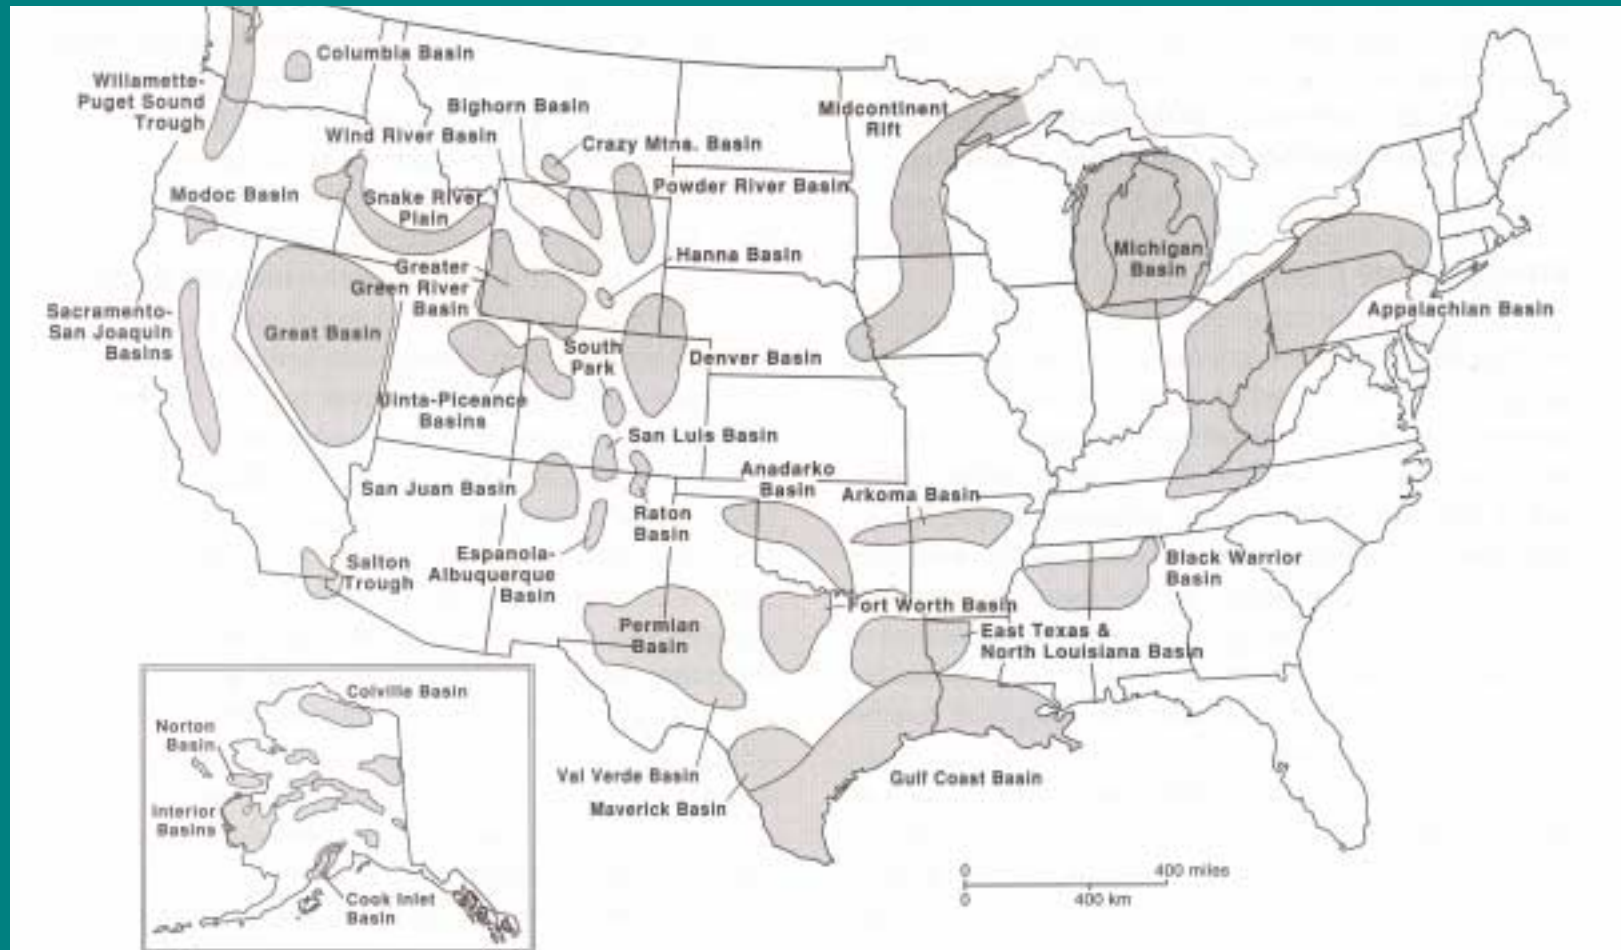 Columbia Basin
Willamette-
Puget Sound
Trough
Bighorn Basin
Wind River Basin
Crazy Mtns. Basin
Midcontinent
Rift
Modoc Basin
Snake River
Plain
Powder River Basin
Hanna Basin
Michigan
Basin
Greater
Green River
Basin
Sacramento-
San Joaquin
Basins
Great Basin
Appalachian Basin
South
Park
Denver Basin
Uinta-Piceance
Basins
San Luis Basin
San Juan Basin
Anadarko
Basin
Arkoma Basin
Raton
Basin
Salton
Trough
Espanola-
Albuquerque
Basin
Black Warrior
Basin
Permian
Basin
Fort Worth Basin
East Texas &
North Louisiana Basin
Val Verde Basin
Maverick Basin
Gulf Coast Basin
Colville Basin
Norton
Basin
Interior
Basins
Cook Inlet
Basin
0 400 miles
0 400 km